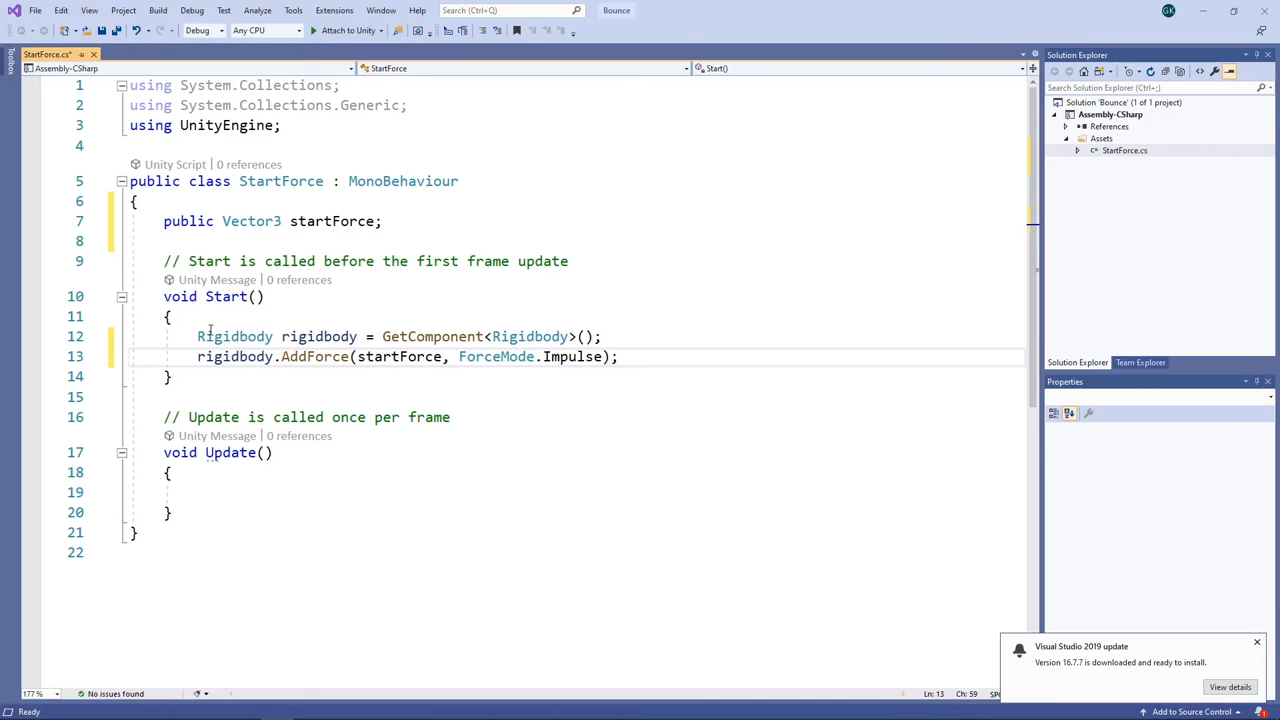 File Edit View Project Build Debug Test Analyze Tools Extensions Window Help Search (Ctrl+Q) Bounce GK
Debug Any CPU Attach to Unity
StartForce.cs*
Assembly-CSharp StartForce Start()
1 using System.Collections;
2 using System.Collections.Generic;
3 using UnityEngine;
4
Unity Script | 0 references
5 public class StartForce : MonoBehaviour
6 {
7 public Vector3 startForce;
8
9 // Start is called before the first frame update
Unity Message | 0 references
10 void Start()
11 {
12 Rigidbody rigidbody = GetComponent<Rigidbody>();
13 rigidbody.AddForce(startForce, ForceMode.Impulse);
14 }
15
16 // Update is called once per frame
Unity Message | 0 references
17 void Update()
18 {
19
20 }
21 }
22
177 % No issues found Ln: 13 Ch: 59
Ready
Toolbox
Solution Explorer
Search Solution Explorer (Ctrl+;)
Solution 'Bounce' (1 of 1 project)
Assembly-CSharp
References
Assets
StartForce.cs
Solution Explorer Team Explorer
Properties
Visual Studio 2019 update
Version 16.7.7 is downloaded and ready to install.
View details
Add to Source Control